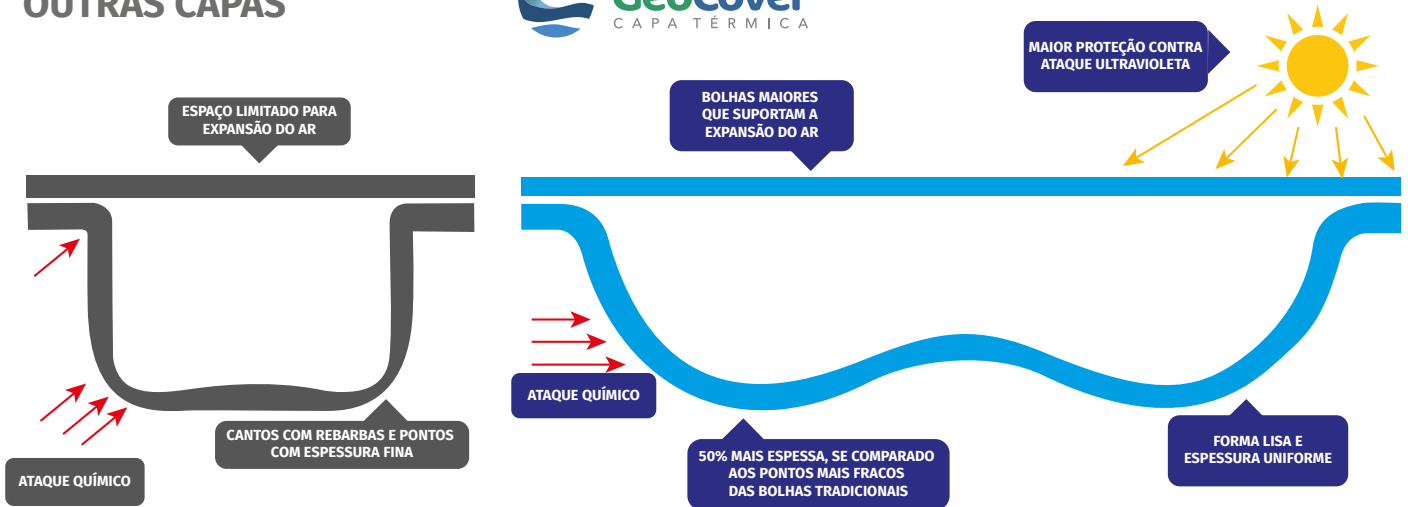 OUTRAS CAPAS
GeoCover
CAPA TÉRMICA
ESPAÇO LIMITADO PARA
EXPANSÃO DO AR
ATAQUE QUÍMICO
CANTOS COM REBARBAS E PONTOS
COM ESPESSURA FINA
BOLHAS MAIORES
QUE SUPORTAM A
EXPANSÃO DO AR
MAIOR PROTEÇÃO CONTRA
ATAQUE ULTRAVIOLETA
ATAQUE QUÍMICO
50% MAIS ESPESSA, SE COMPARADO
AOS PONTOS MAIS FRACOS
DAS BOLHAS TRADICIONAIS
FORMA LISA E
ESPESSURA UNIFORME